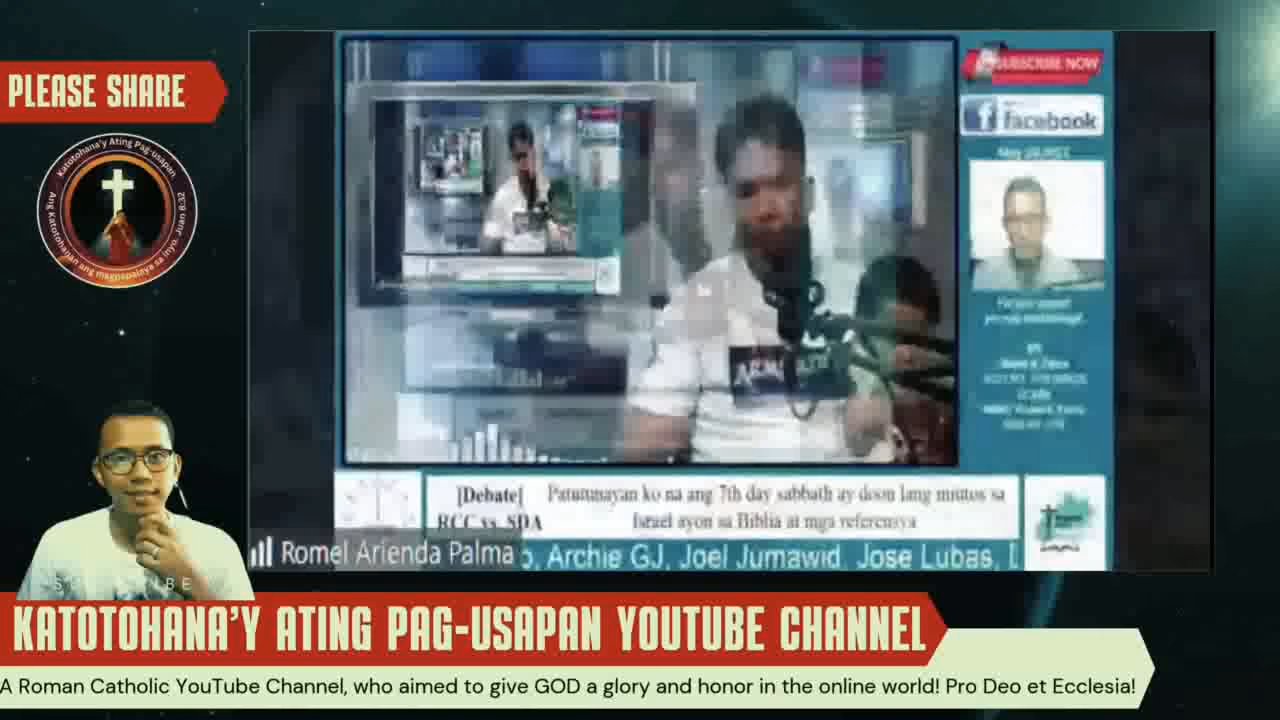 PLEASE SHARE
Katotohana'y Ating Pag-usapan
Ang Katotohanan ang magpapalaya sa inyo. Juan 8:32
SUBSCRIBE NOW
facebook
[Debate]
RCC vs. SDA
Patutunayan ko na ang 7th day sabbath ay doon lang miutos sa
Israel ayon sa Biblia at mga referensya
Romel Arienda Palma
o, Archie GJ, Joel Jumawid, Jose Lubas,
KATOTOHANA'Y ATING PAG-USAPAN YOUTUBE CHANNEL
A Roman Catholic YouTube Channel, who aimed to give GOD a glory and honor in the online world! Pro Deo et Ecclesia!